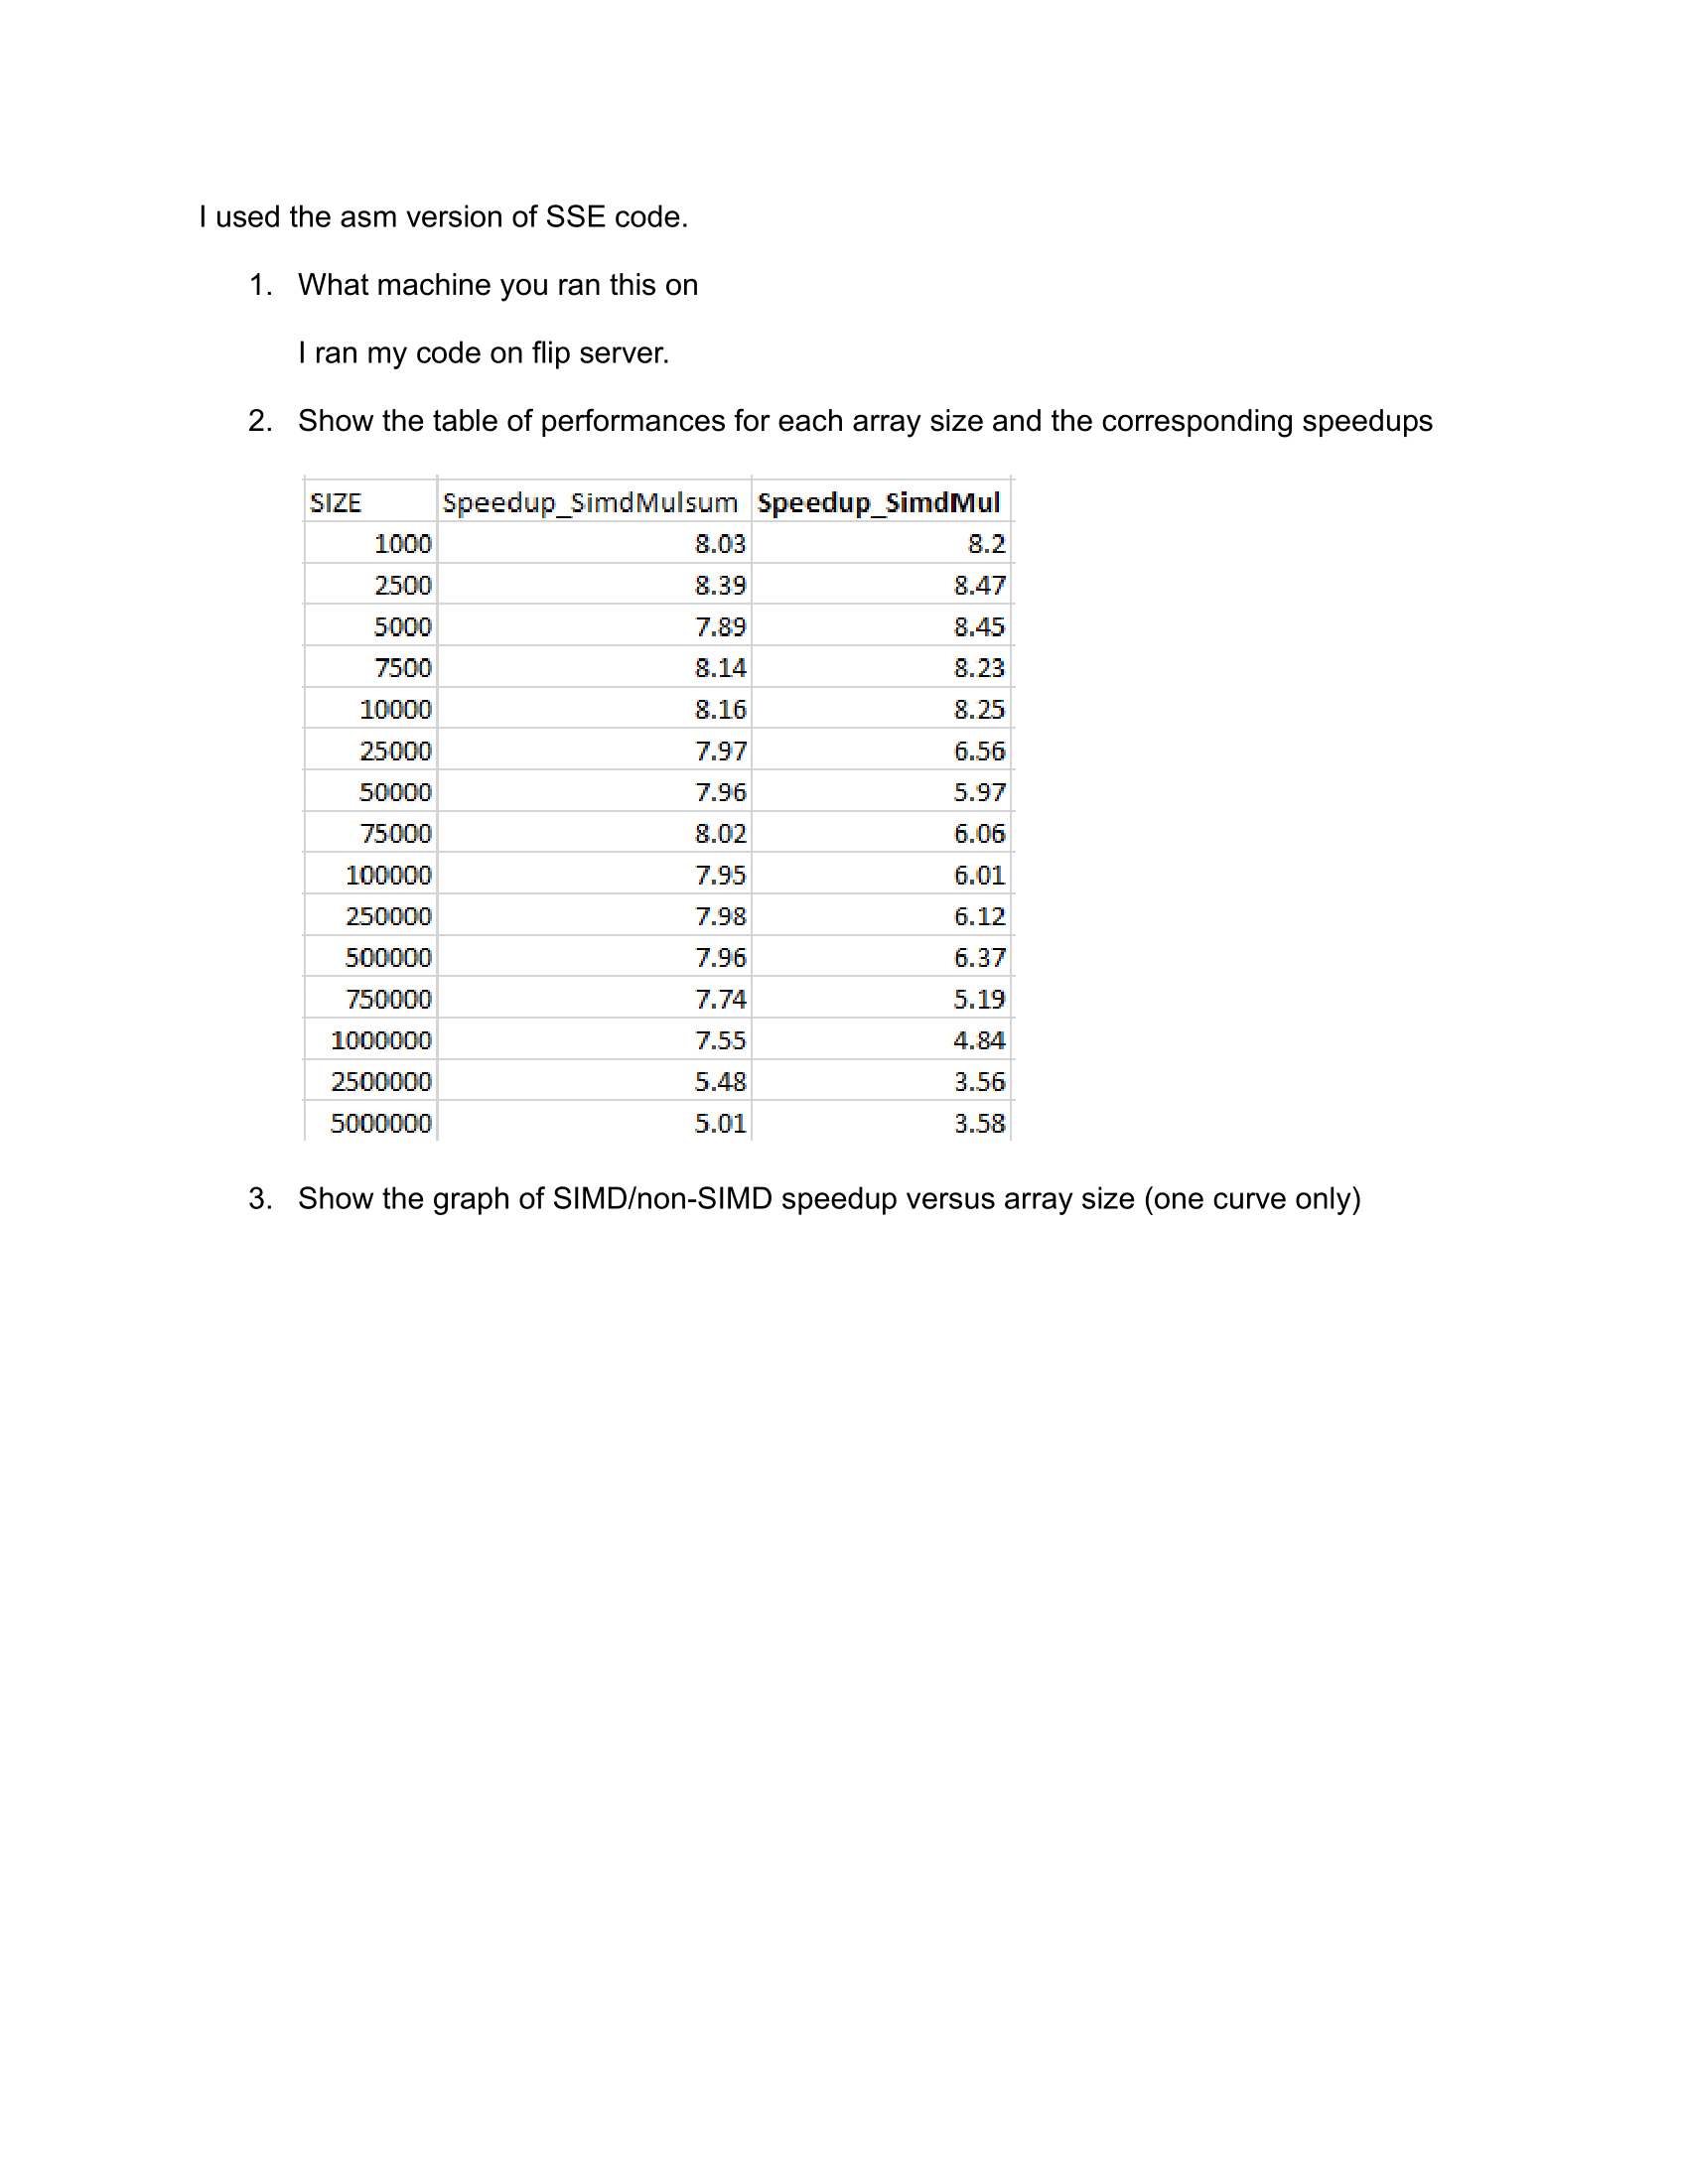 I used the asm version of SSE code.
1. What machine you ran this on
I ran my code on flip server.
2. Show the table of performances for each array size and the corresponding speedups
SIZE Speedup_SimdMulsum Speedup_SimdMul
1000 8.03 8.2
2500 8.39 8.47
5000 7.89 8.45
7500 8.14 8.23
10000 8.16 8.25
25000 7.97 6.56
50000 7.96 5.97
75000 8.02 6.06
100000 7.95 6.01
250000 7.98 6.12
500000 7.96 6.37
750000 7.74 5.19
1000000 7.55 4.84
2500000 5.48 3.56
5000000 5.01 3.58
3. Show the graph of SIMD/non-SIMD speedup versus array size (one curve only)